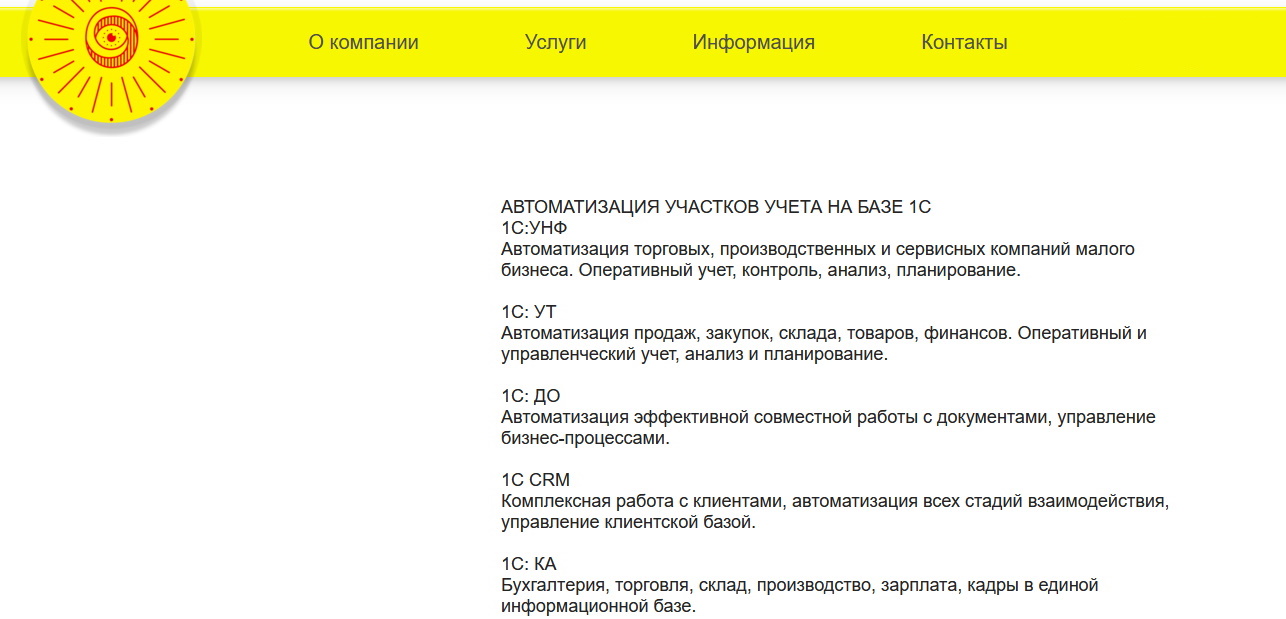 О компании Услуги Информация Контакты
АВТОМАТИЗАЦИЯ УЧАСТКОВ УЧЕТА НА БАЗЕ 1С
1С:УНФ
Автоматизация торговых, производственных и сервисных компаний малого
бизнеса. Оперативный учет, контроль, анализ, планирование.
1С: УТ
Автоматизация продаж, закупок, склада, товаров, финансов. Оперативный и
управленческий учет, анализ и планирование.
1С: ДО
Автоматизация эффективной совместной работы с документами, управление
бизнес-процессами.
1С CRM
Комплексная работа с клиентами, автоматизация всех стадий взаимодействия,
управление клиентской базой.
1С: КА
Бухгалтерия, торговля, склад, производство, зарплата, кадры в единой
информационной базе.